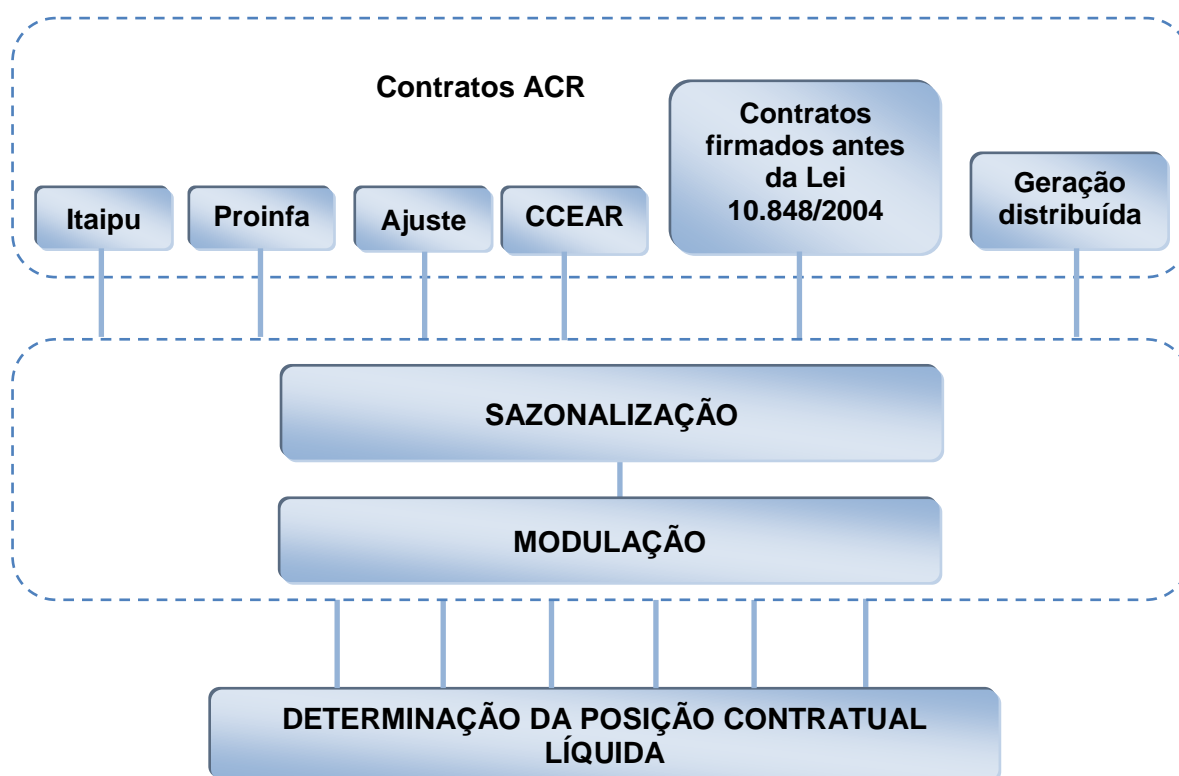 Contratos ACR
Itaipu
Proinfa
Ajuste
CCEAR
Contratos
firmados antes
da Lei
10.848/2004
Geração
distribuída
SAZONALIZAÇÃO
MODULAÇÃO
DETERMINAÇÃO DA POSIÇÃO CONTRATUAL
LÍQUIDA